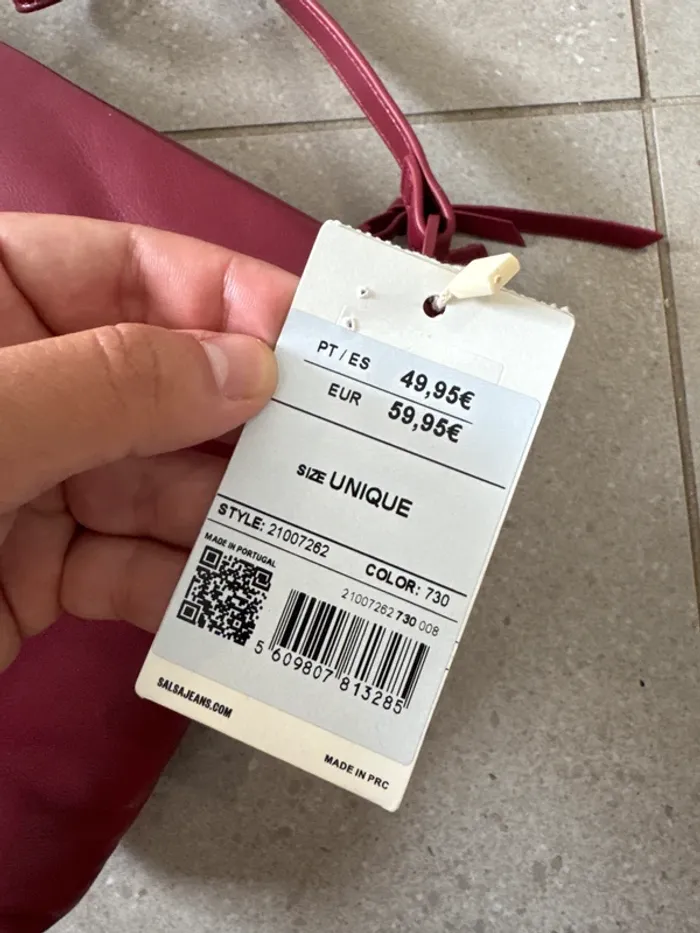 PT / ES 49,95€
EUR 59,95€
SIZE UNIQUE
STYLE: 21007262
COLOR: 730
MADE IN PORTUGAL
21007262 730 008
5 609807 813285
SALSAJEANS.COM
MADE IN PRC